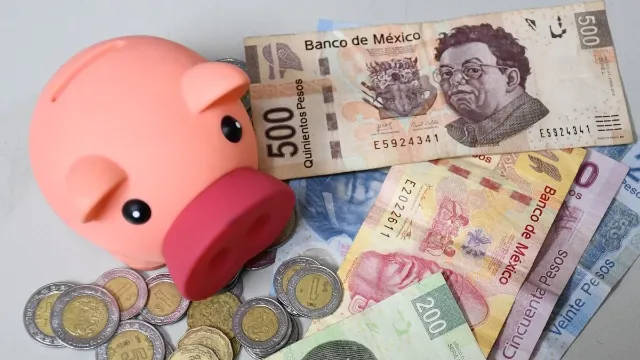 Banco de México
500
500
Quinientos Pesos
E5924341
E5924341
E2022611
Banco de México
Cincuenta Pesos
Veinte Pesos
200